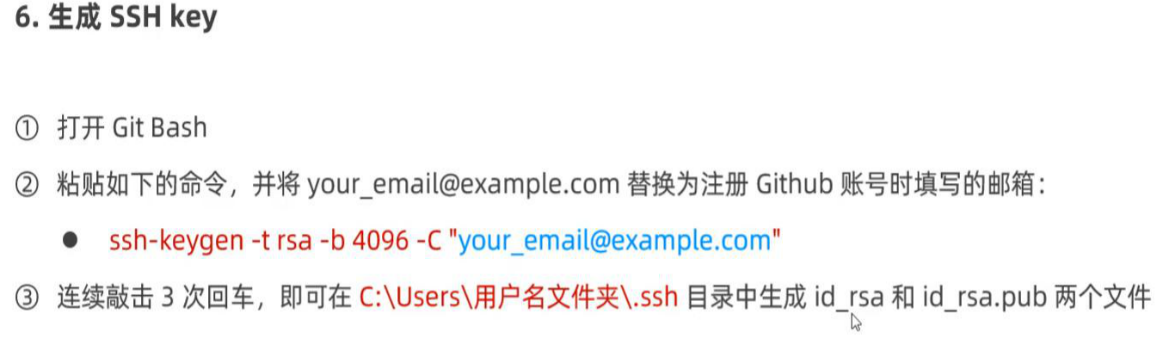 6. 生成 SSH key
① 打开 Git Bash
② 粘贴如下的命令，并将 your_email@example.com 替换为注册 Github 账号时填写的邮箱：
● ssh-keygen -t rsa -b 4096 -C "your_email@example.com"
③ 连续敲击 3 次回车，即可在 C:\Users\用户名文件夹\.ssh 目录中生成 id_rsa 和 id_rsa.pub 两个文件